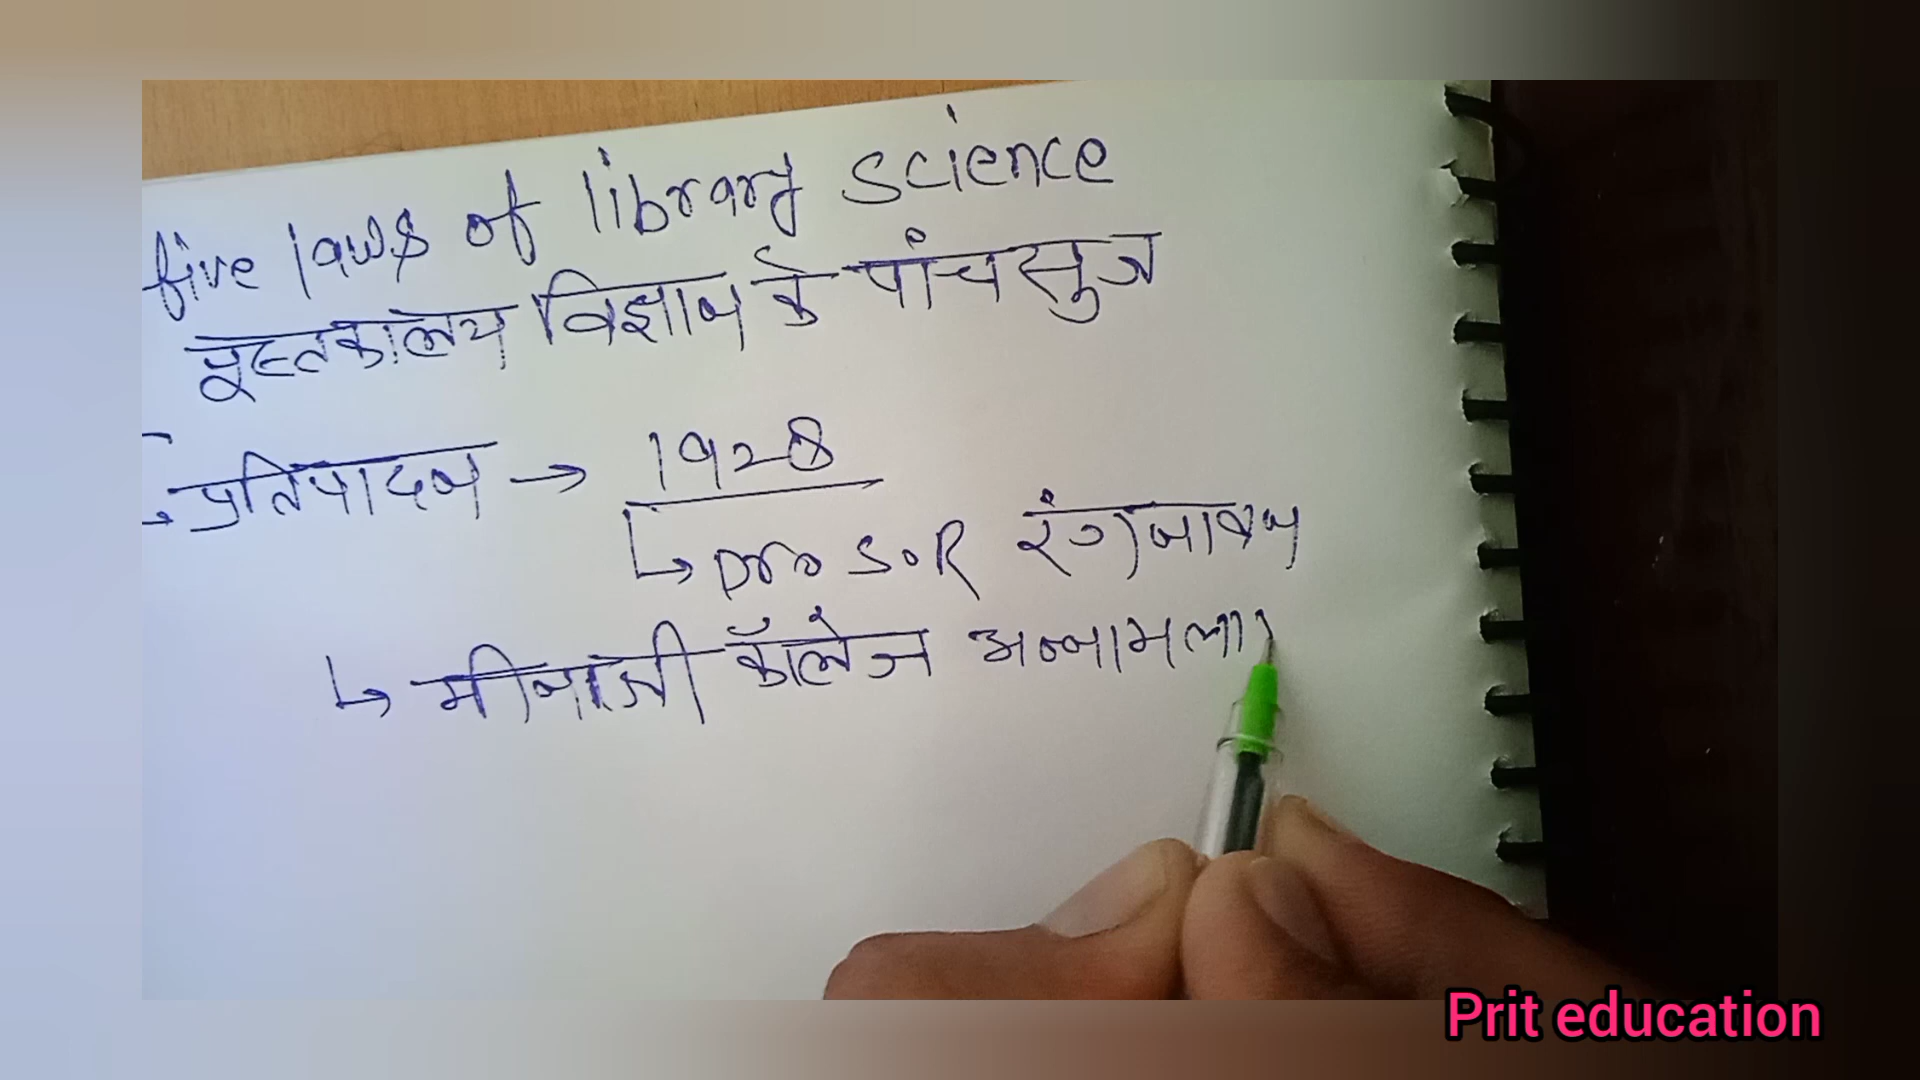 five laws of library science
पूस्तकालय विज्ञान के पांच सुत्र
प्रतिपादन → 1928
↳ pro S.R रंगनाथन
↳ मीनाक्षी कॉलेज अन्नामला
Prit education